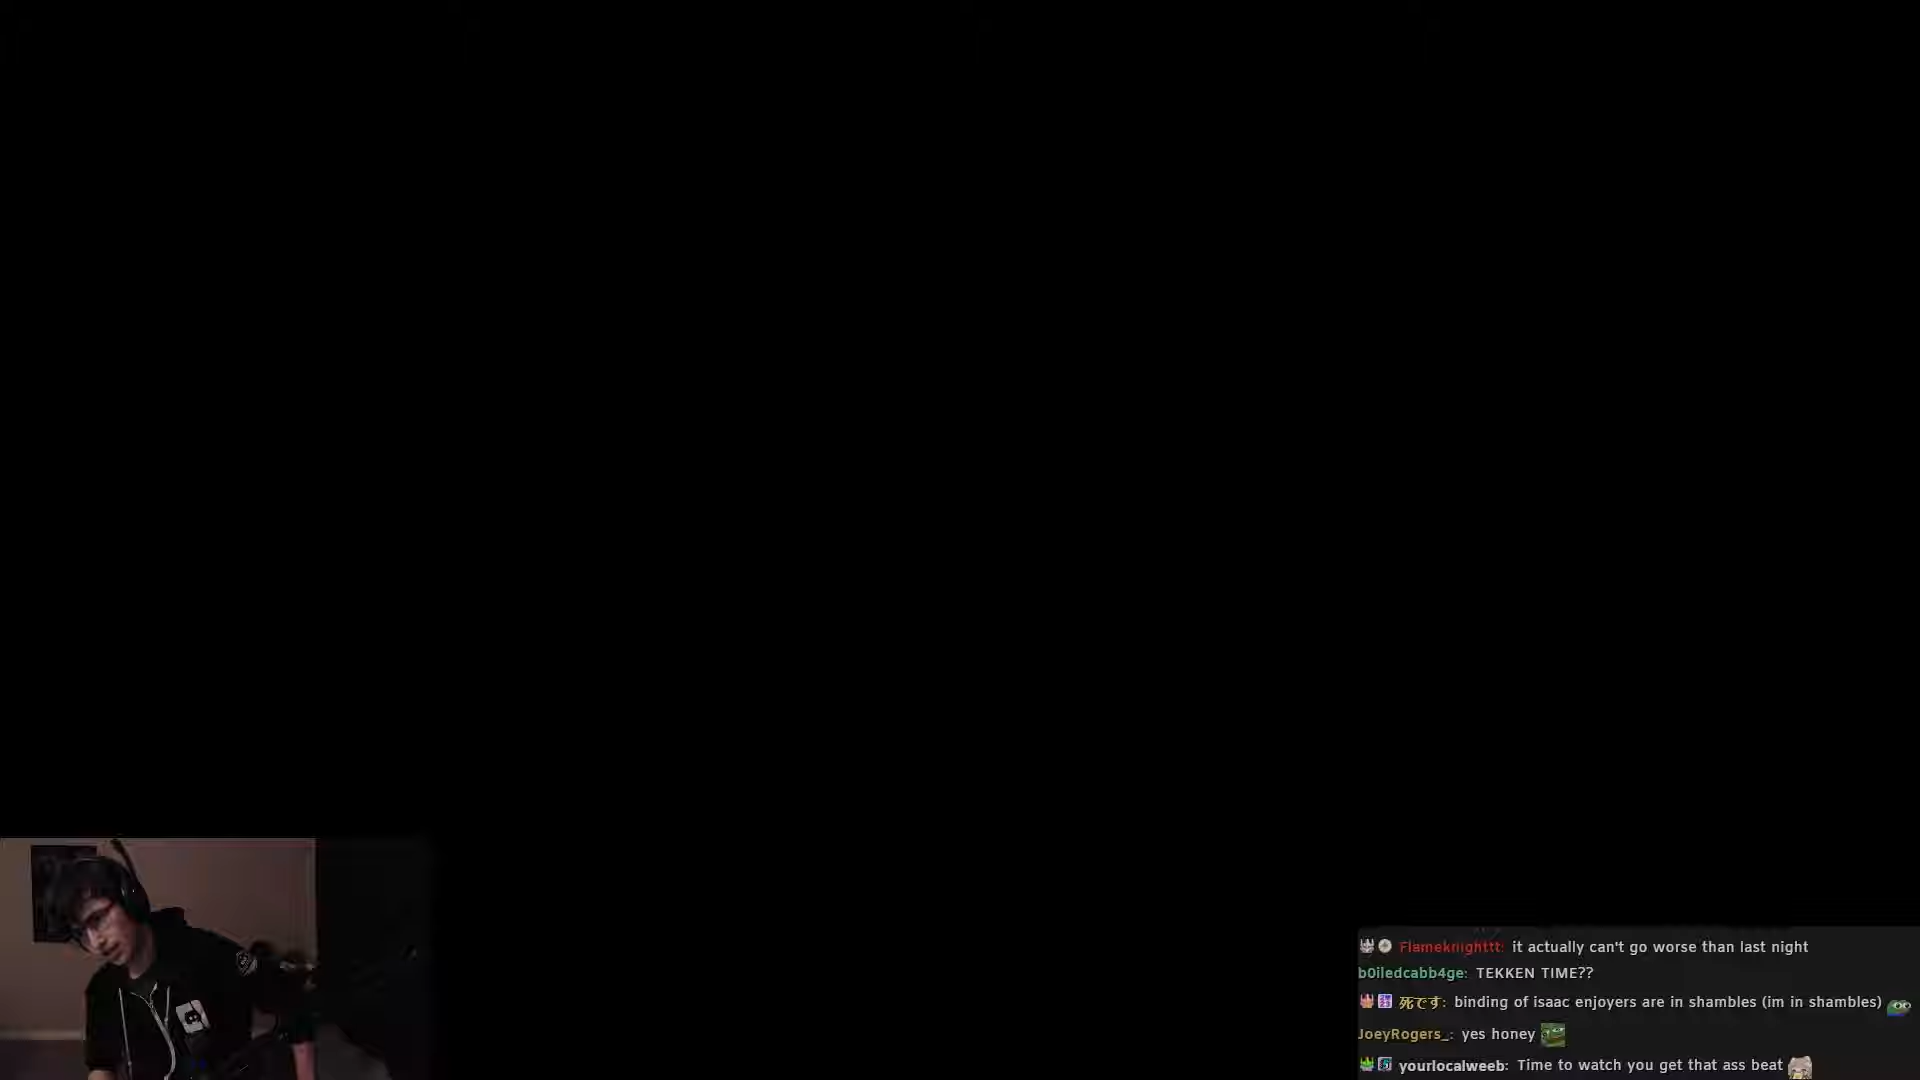 Flameknighttt: it actually can't go worse than last night
b0iledcabb4ge: TEKKEN TIME??
死です: binding of isaac enjoyers are in shambles (im in shambles)
JoeyRogers_: yes honey
yourlocalweeb: Time to watch you get that ass beat